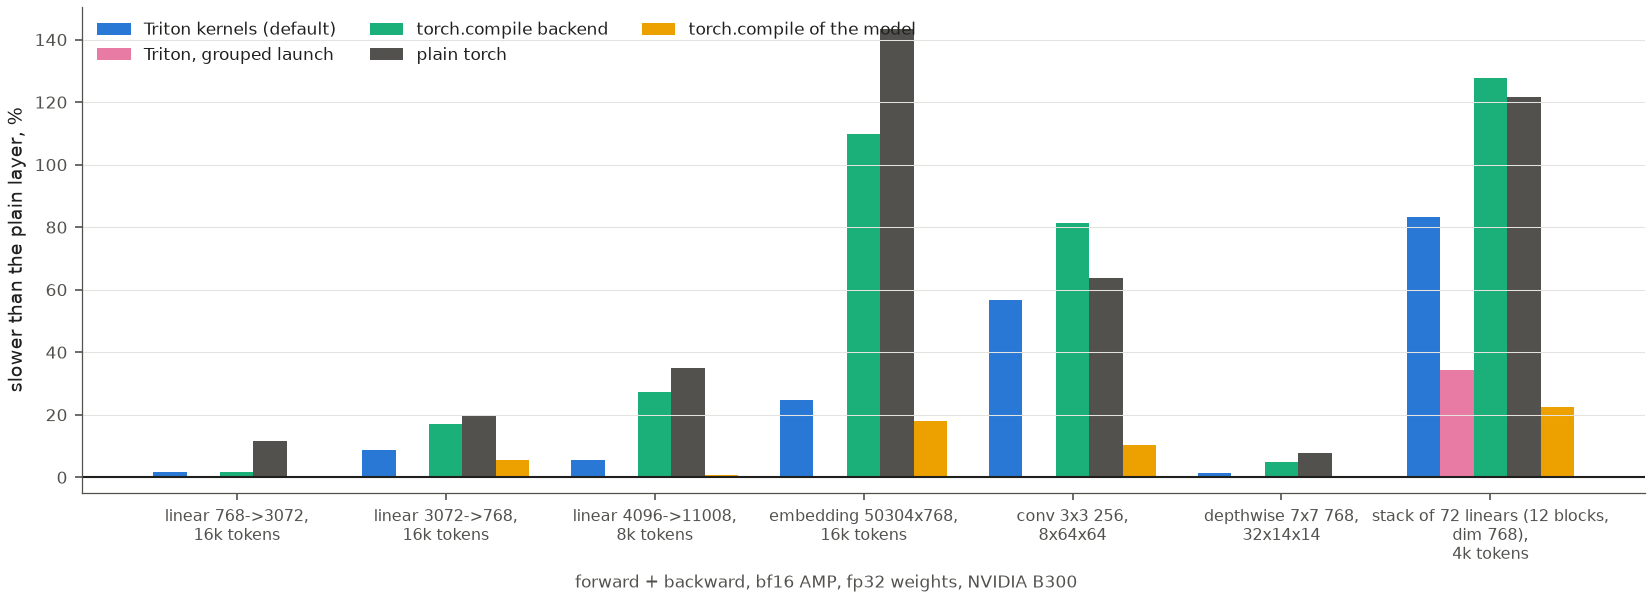 Triton kernels (default)
Triton, grouped launch
torch.compile backend
plain torch
torch.compile of the model
slower than the plain layer, %
140
120
100
80
60
40
20
0
linear 768->3072,
16k tokens
linear 3072->768,
16k tokens
linear 4096->11008,
8k tokens
embedding 50304x768,
16k tokens
conv 3x3 256,
8x64x64
depthwise 7x7 768,
32x14x14
stack of 72 linears (12 blocks,
dim 768),
4k tokens
forward + backward, bf16 AMP, fp32 weights, NVIDIA B300